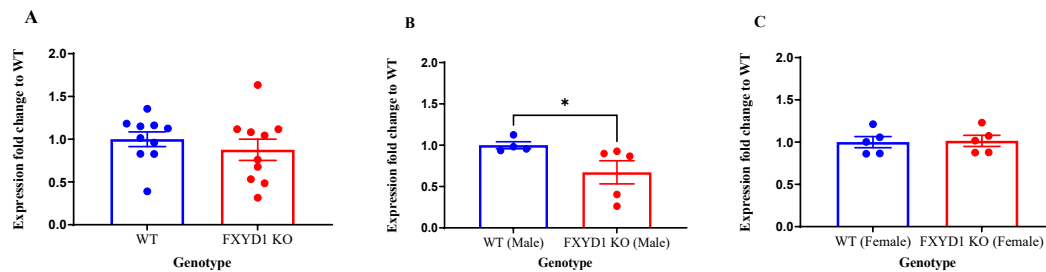 A
Expression fold change to WT
2.0
1.5
1.0
0.5
0.0
WT
FXYD1 KO
Genotype
B
Expression fold change to WT
2.0
1.5
1.0
0.5
0.0
*
WT (Male)
FXYD1 KO (Male)
Genotype
C
Expression fold change to WT
2.0
1.5
1.0
0.5
0.0
WT (Female)
FXYD1 KO (Female)
Genotype